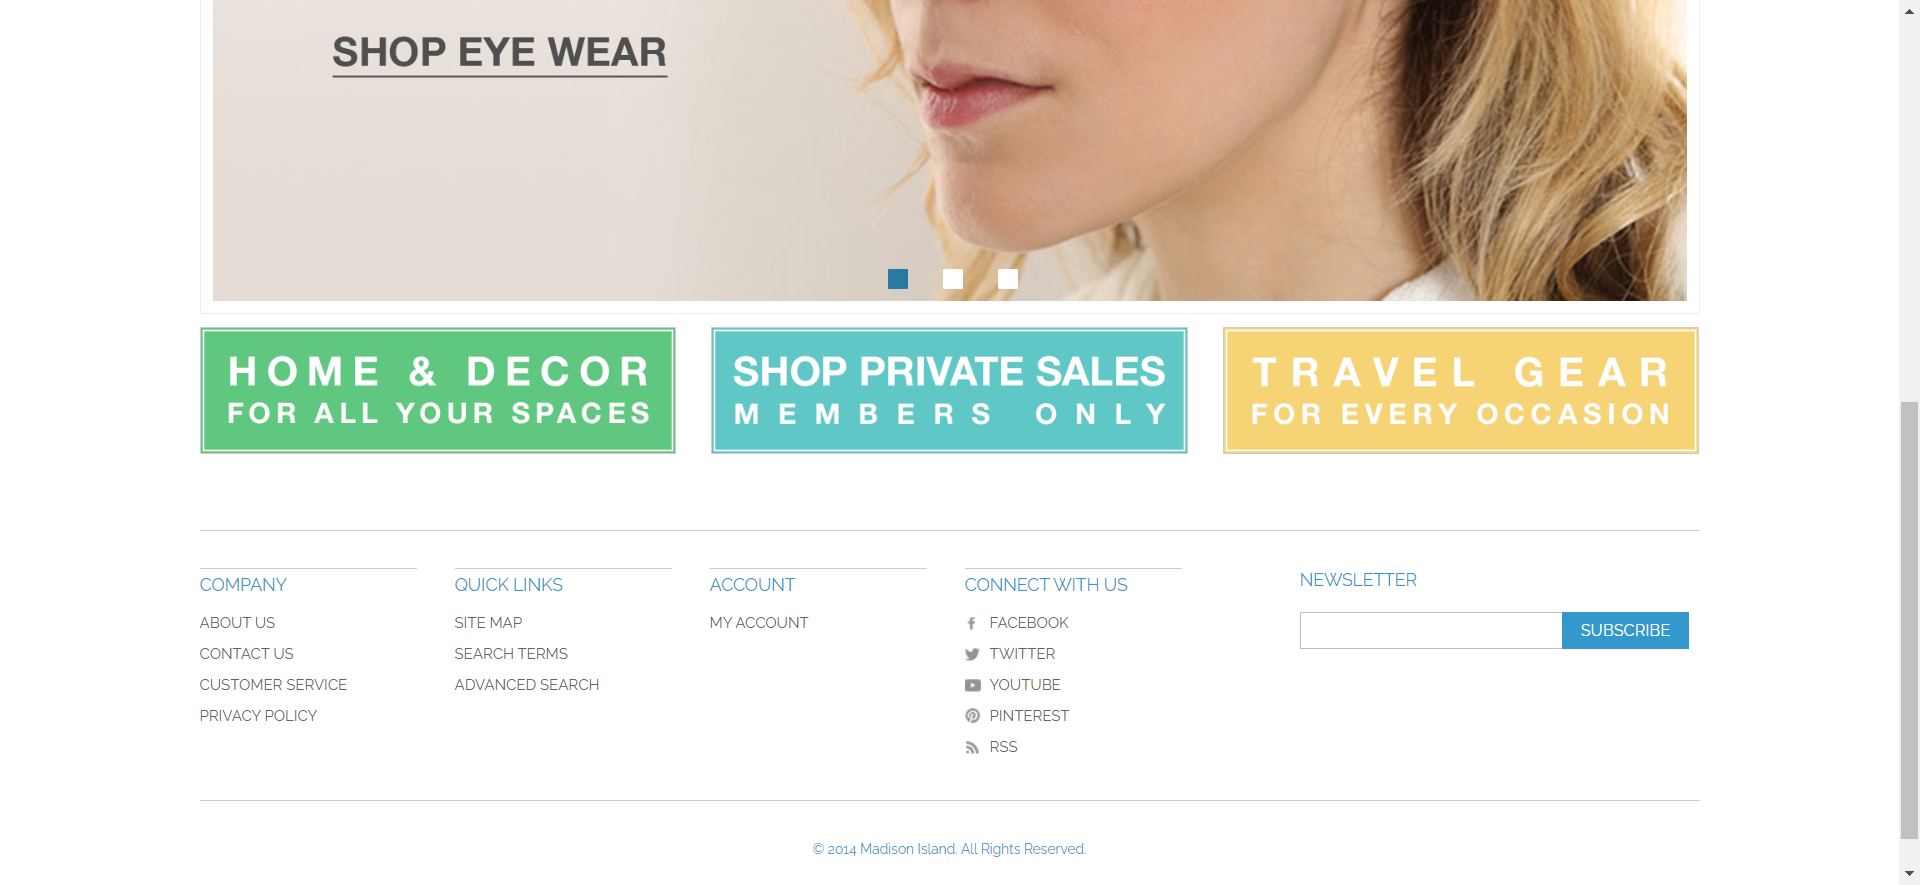 SHOP EYE WEAR
HOME & DECOR
FOR ALL YOUR SPACES
SHOP PRIVATE SALES
MEMBERS ONLY
TRAVEL GEAR
FOR EVERY OCCASION
COMPANY
ABOUT US
CONTACT US
CUSTOMER SERVICE
PRIVACY POLICY
QUICK LINKS
SITE MAP
SEARCH TERMS
ADVANCED SEARCH
ACCOUNT
MY ACCOUNT
CONNECT WITH US
FACEBOOK
TWITTER
YOUTUBE
PINTEREST
RSS
NEWSLETTER
SUBSCRIBE
© 2014 Madison Island. All Rights Reserved.